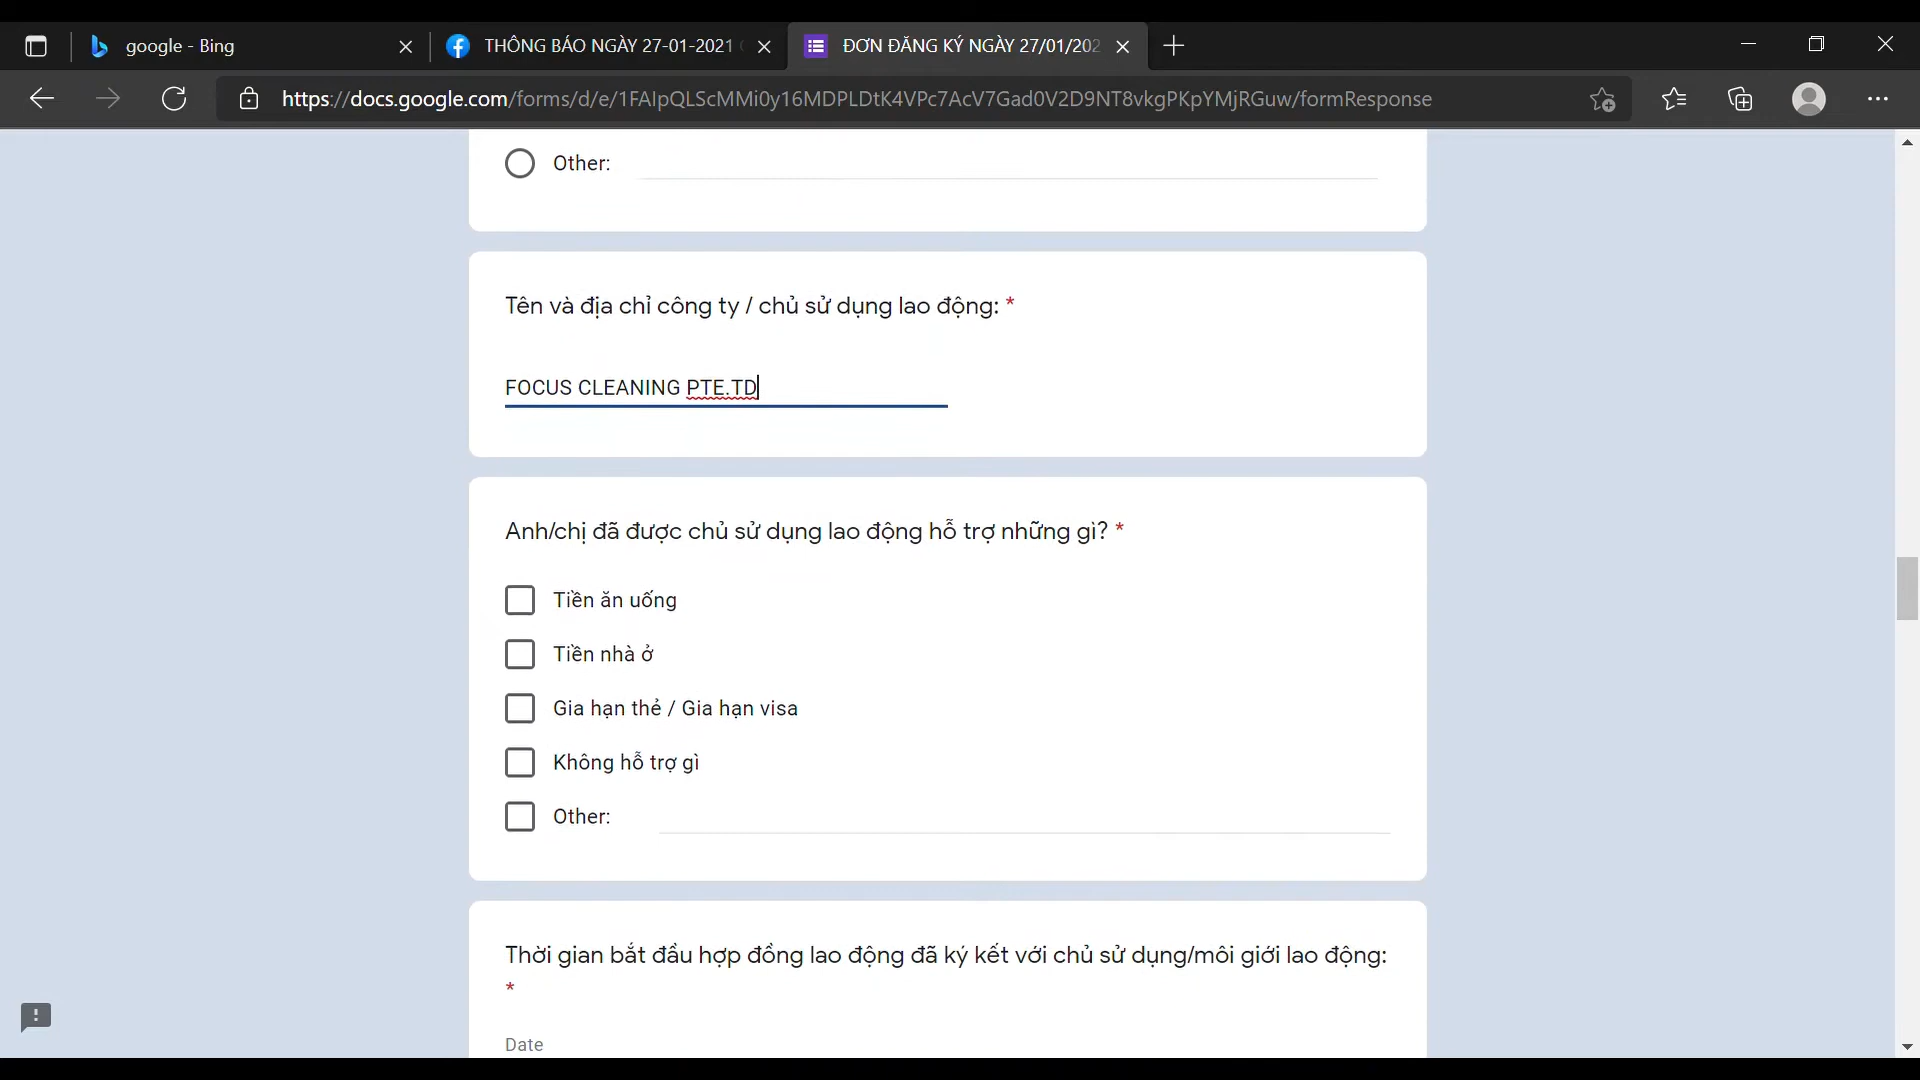 google - Bing
THÔNG BÁO NGÀY 27-01-2021
ĐƠN ĐĂNG KÝ NGÀY 27/01/202
https://docs.google.com/forms/d/e/1FAIpQLScMMi0y16MDPLDtK4VPc7AcV7Gad0V2D9NT8vkgPKpYMjRGuw/formResponse
Other:
Tên và địa chỉ công ty / chủ sử dụng lao động: *
FOCUS CLEANING PTE.TD
Anh/chị đã được chủ sử dụng lao động hỗ trợ những gì? *
Tiền ăn uống
Tiền nhà ở
Gia hạn thẻ / Gia hạn visa
Không hỗ trợ gì
Other:
Thời gian bắt đầu hợp đồng lao động đã ký kết với chủ sử dụng/môi giới lao động:
*
Date